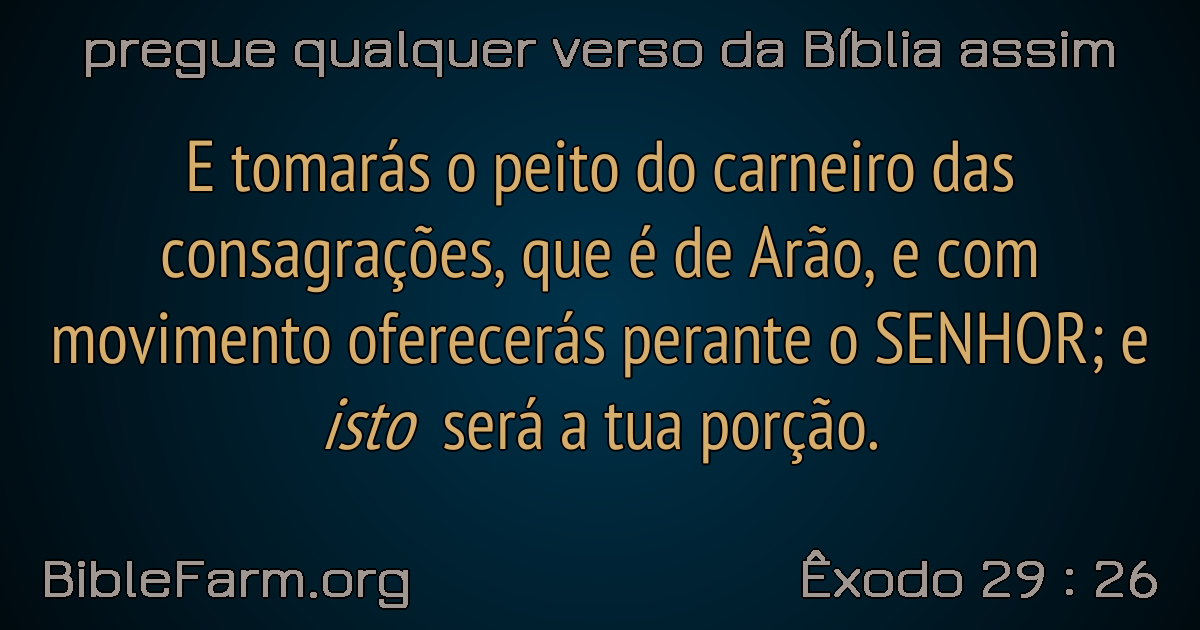 pregue qualquer verso da Bíblia assim
E tomarás o peito do carneiro das
consagrações, que é de Arão, e com
movimento oferecerás perante o SENHOR; e
isto será a tua porção.
BibleFarm.org
Êxodo 29 : 26